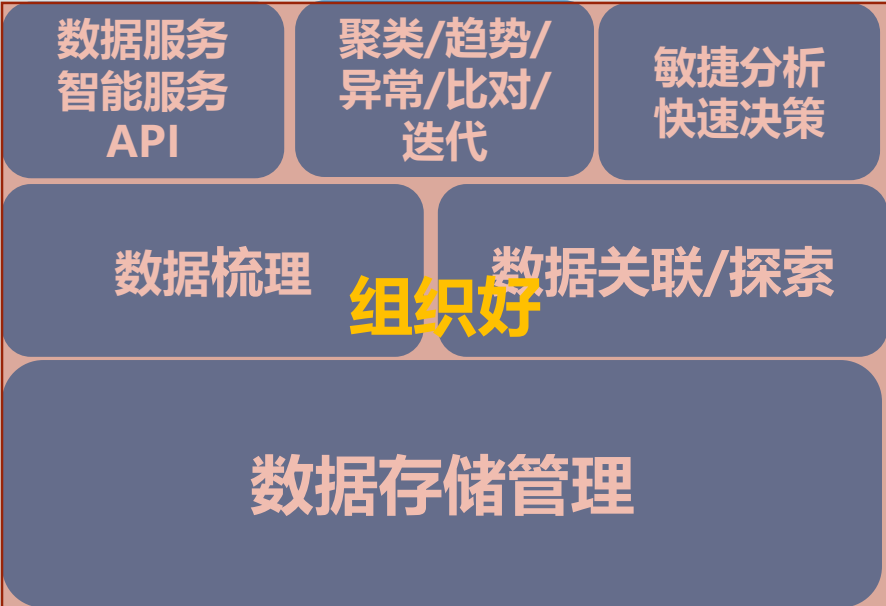 数据服务
智能服务
API
聚类/趋势/
异常/比对/
迭代
敏捷分析
快速决策
数据梳理
数据关联/探索
组织好
数据存储管理